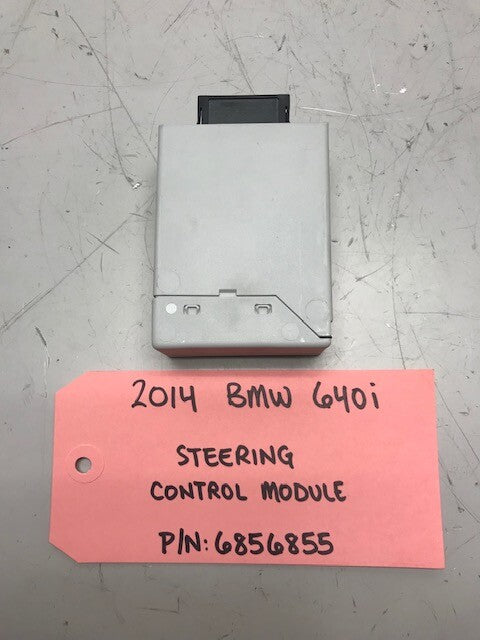 2014 BMW 640i
STEERING
CONTROL MODULE
P/N: 6856855